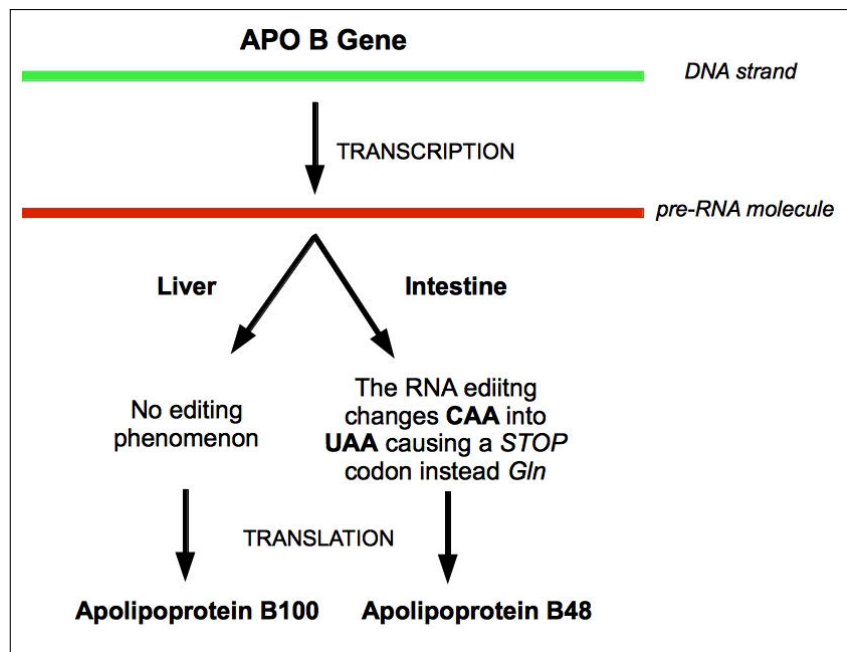 APO B Gene
DNA strand
TRANSCRIPTION
pre-RNA molecule
Liver
Intestine
No editing
phenomenon
The RNA ediitng
changes CAA into
UAA causing a STOP
codon instead Gln
TRANSLATION
Apolipoprotein B100
Apolipoprotein B48